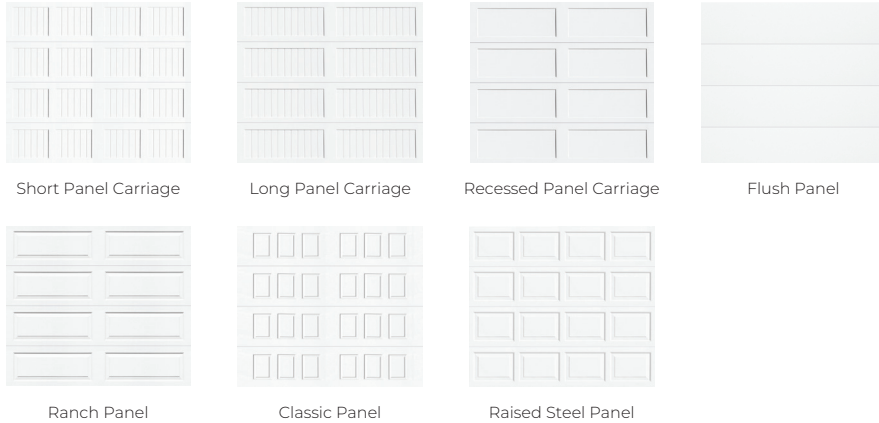 Short Panel Carriage
Long Panel Carriage
Recessed Panel Carriage
Flush Panel
Ranch Panel
Classic Panel
Raised Steel Panel